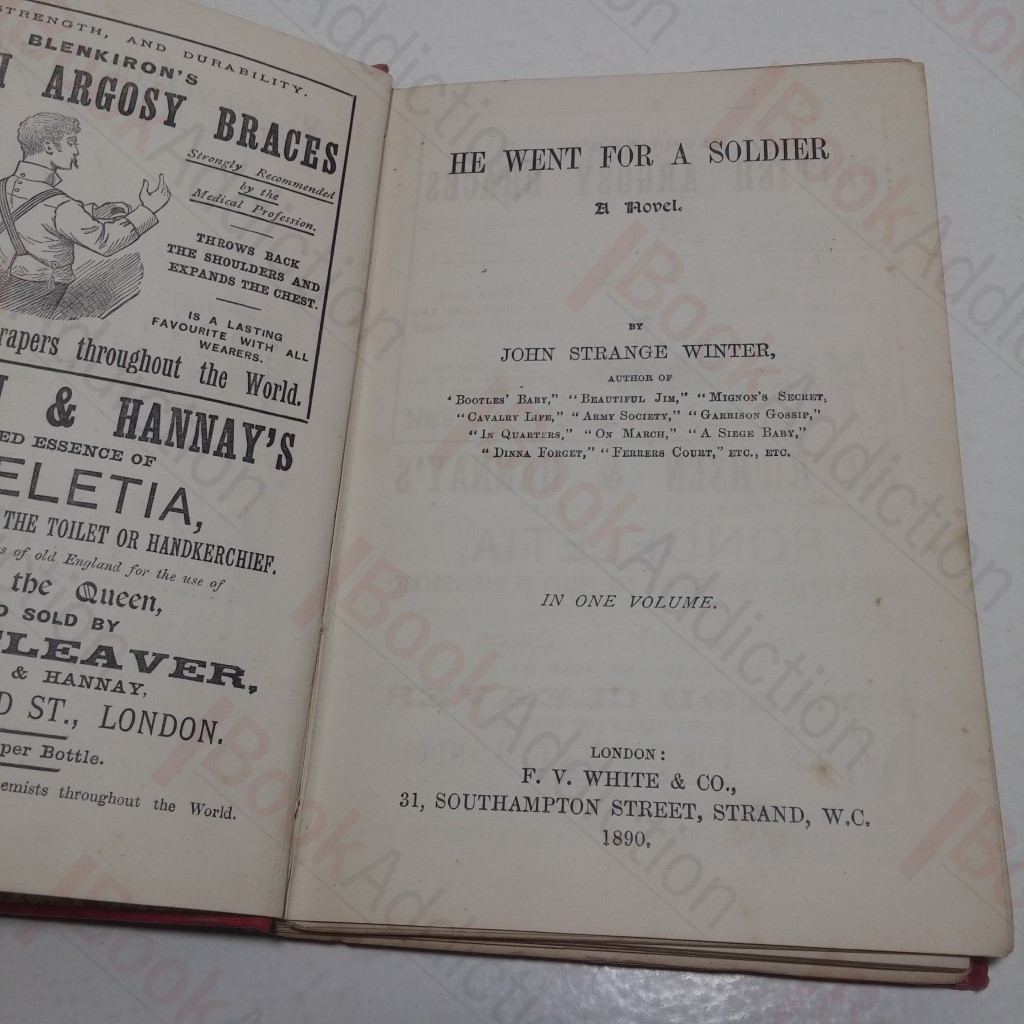 STRENGTH, AND DURABILITY.
BLENKIRON'S
ARGOSY BRACES
Strongly Recommended
by the
Medical Profession.
THROWS BACK
THE SHOULDERS AND
EXPANDS THE CHEST.
IS A LASTING
FAVOURITE WITH ALL
WEARERS.
rapers throughout the World.
& HANNAY'S
ED ESSENCE OF
ELETIA,
THE TOILET OR HANDKERCHIEF.
s of old England for the use of
the Queen,
D SOLD BY
CLEAVER,
& HANNAY,
D ST., LONDON.
per Bottle.
emists throughout the World.
HE WENT FOR A SOLDIER
A Novel.
BY
JOHN STRANGE WINTER,
AUTHOR OF
"BOOTLES' BABY," "BEAUTIFUL JIM," "MIGNON'S SECRET,
"CAVALRY LIFE," "ARMY SOCIETY," "GARRISON GOSSIP,"
"IN QUARTERS," "ON MARCH," "A SIEGE BABY,"
"DINNA FORGET," "FERRERS COURT," ETC., ETC.
IN ONE VOLUME.
LONDON:
F. V. WHITE & CO.,
31, SOUTHAMPTON STREET, STRAND, W.C.
1890.
BookAddiction